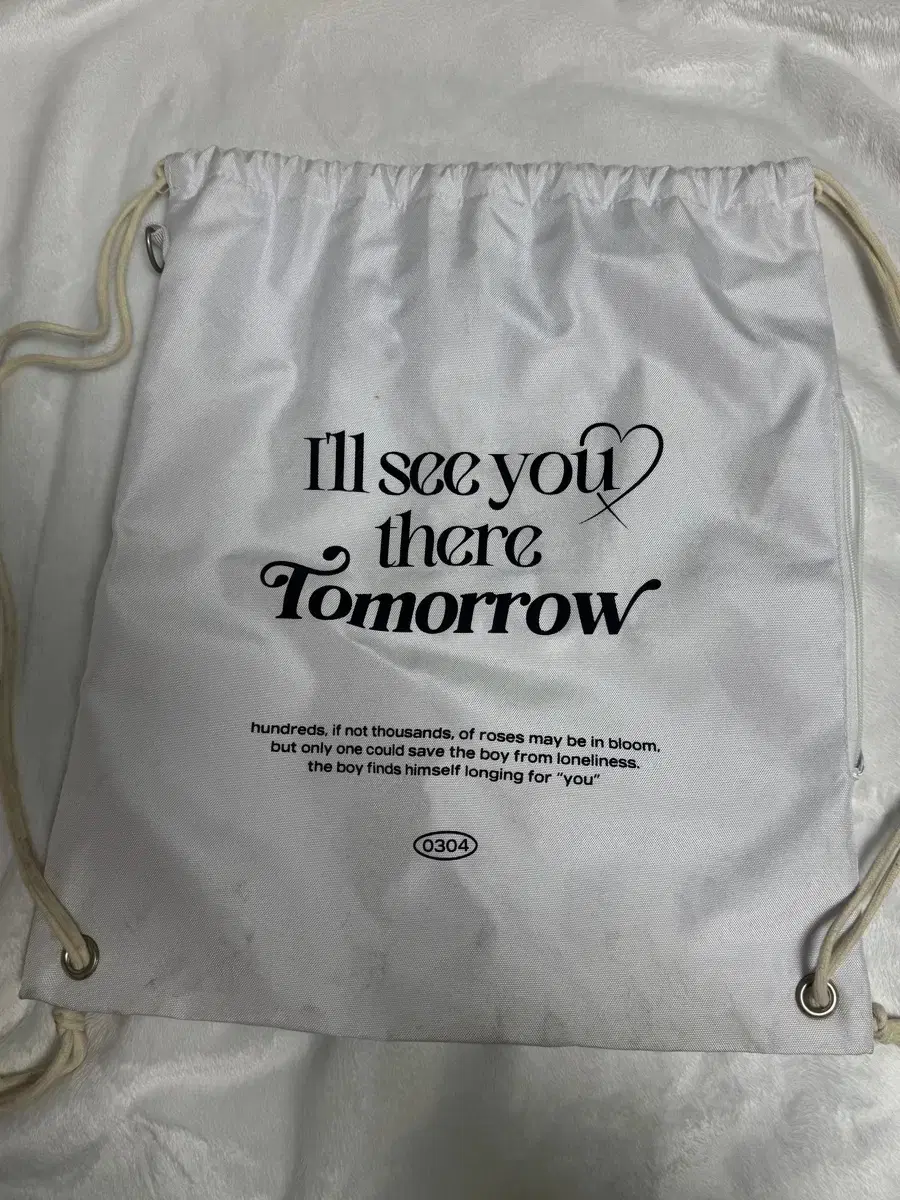 I'll see you
there
Tomorrow
hundreds, if not thousands, of roses may be in bloom,
but only one could save the boy from loneliness.
the boy finds himself longing for "you"
0304